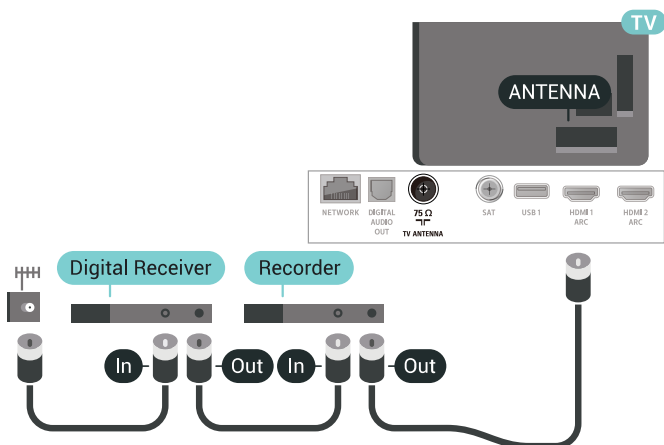 TV
ANTENNA
NETWORK
DIGITAL
AUDIO
OUT
75 Ω
TV ANTENNA
SAT
USB 1
HDMI 1
ARC
HDMI 2
ARC
Digital Receiver
Recorder
In
Out
In
Out